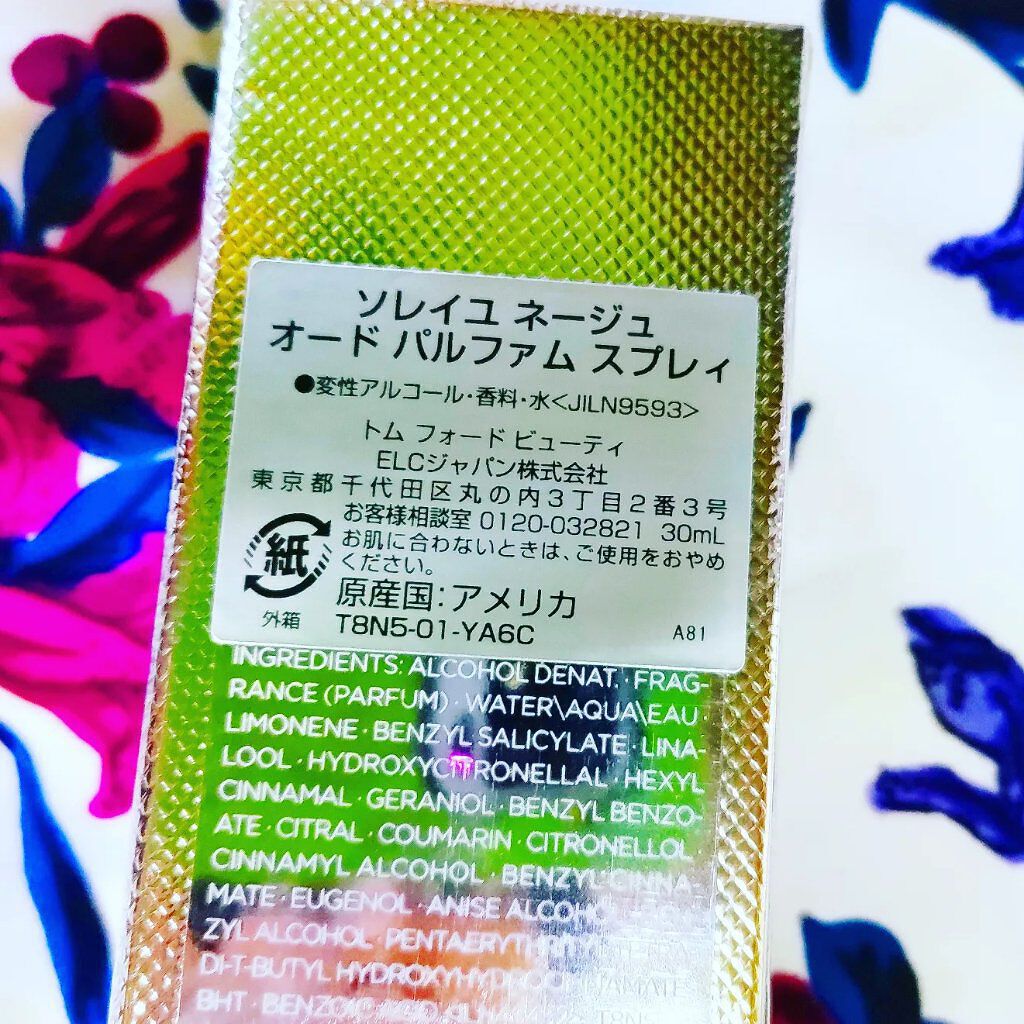 ソレイユ ネージュ
オード パルファム スプレィ
●変性アルコール・香料・水<JILN9593>
トム フォード ビューティ
ELCジャパン株式会社
東京都千代田区丸の内3丁目2番3号
お客様相談室 0120-032821 30mL
お肌に合わないときは、ご使用をおやめ
ください。
紙
外箱
原産国:アメリカ
T8N5-01-YA6C A81
INGREDIENTS: ALCOHOL DENAT. · FRAG-
RANCE (PARFUM) · WATER\AQUA\EAU ·
LIMONENE · BENZYL SALICYLATE · LINA-
LOOL · HYDROXYCITRONELLAL · HEXYL
CINNAMAL · GERANIOL · BENZYL BENZO-
ATE · CITRAL · COUMARIN · CITRONELLOL
CINNAMYL ALCOHOL · BENZYL CINNA-
MATE · EUGENOL · ANISE ALCOHOL
ZYL ALCOHOL ·
DI-T-BUTYL HYDROXYHYDROCINNAMATE
BHT ·